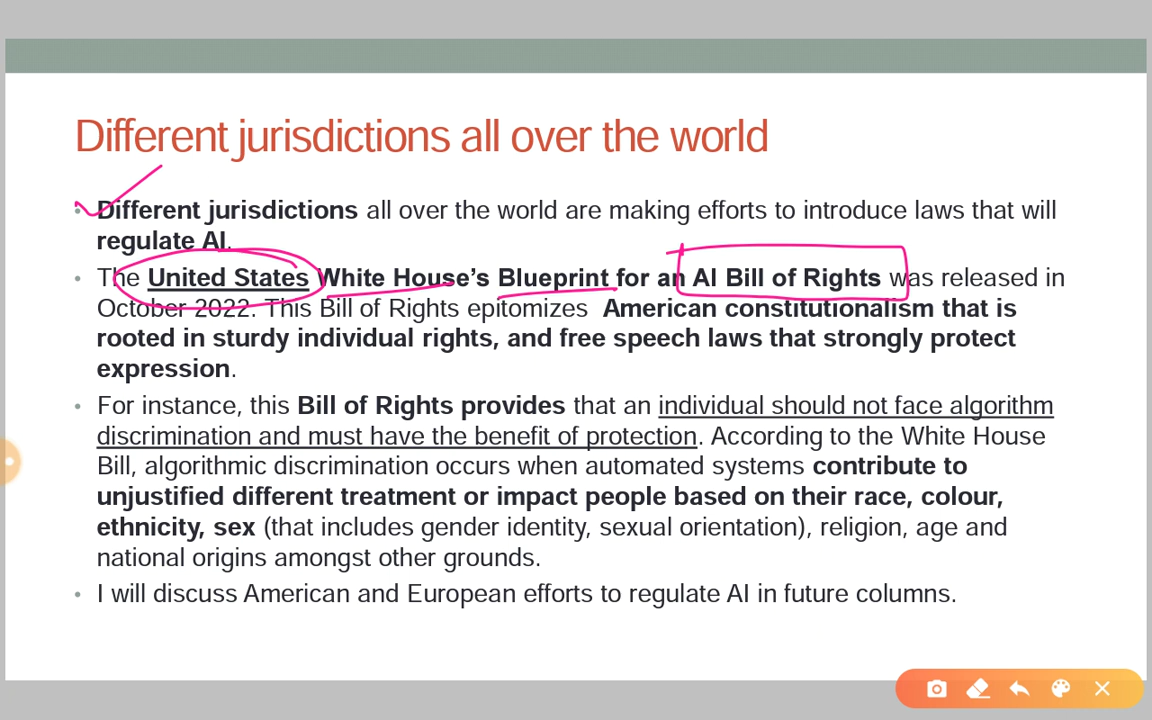 Different jurisdictions all over the world
• Different jurisdictions all over the world are making efforts to introduce laws that will
regulate AI.
• The United States White House's Blueprint for an AI Bill of Rights was released in
October 2022. This Bill of Rights epitomizes American constitutionalism that is
rooted in sturdy individual rights, and free speech laws that strongly protect
expression.
• For instance, this Bill of Rights provides that an individual should not face algorithm
discrimination and must have the benefit of protection. According to the White House
Bill, algorithmic discrimination occurs when automated systems contribute to
unjustified different treatment or impact people based on their race, colour,
ethnicity, sex (that includes gender identity, sexual orientation), religion, age and
national origins amongst other grounds.
• I will discuss American and European efforts to regulate AI in future columns.